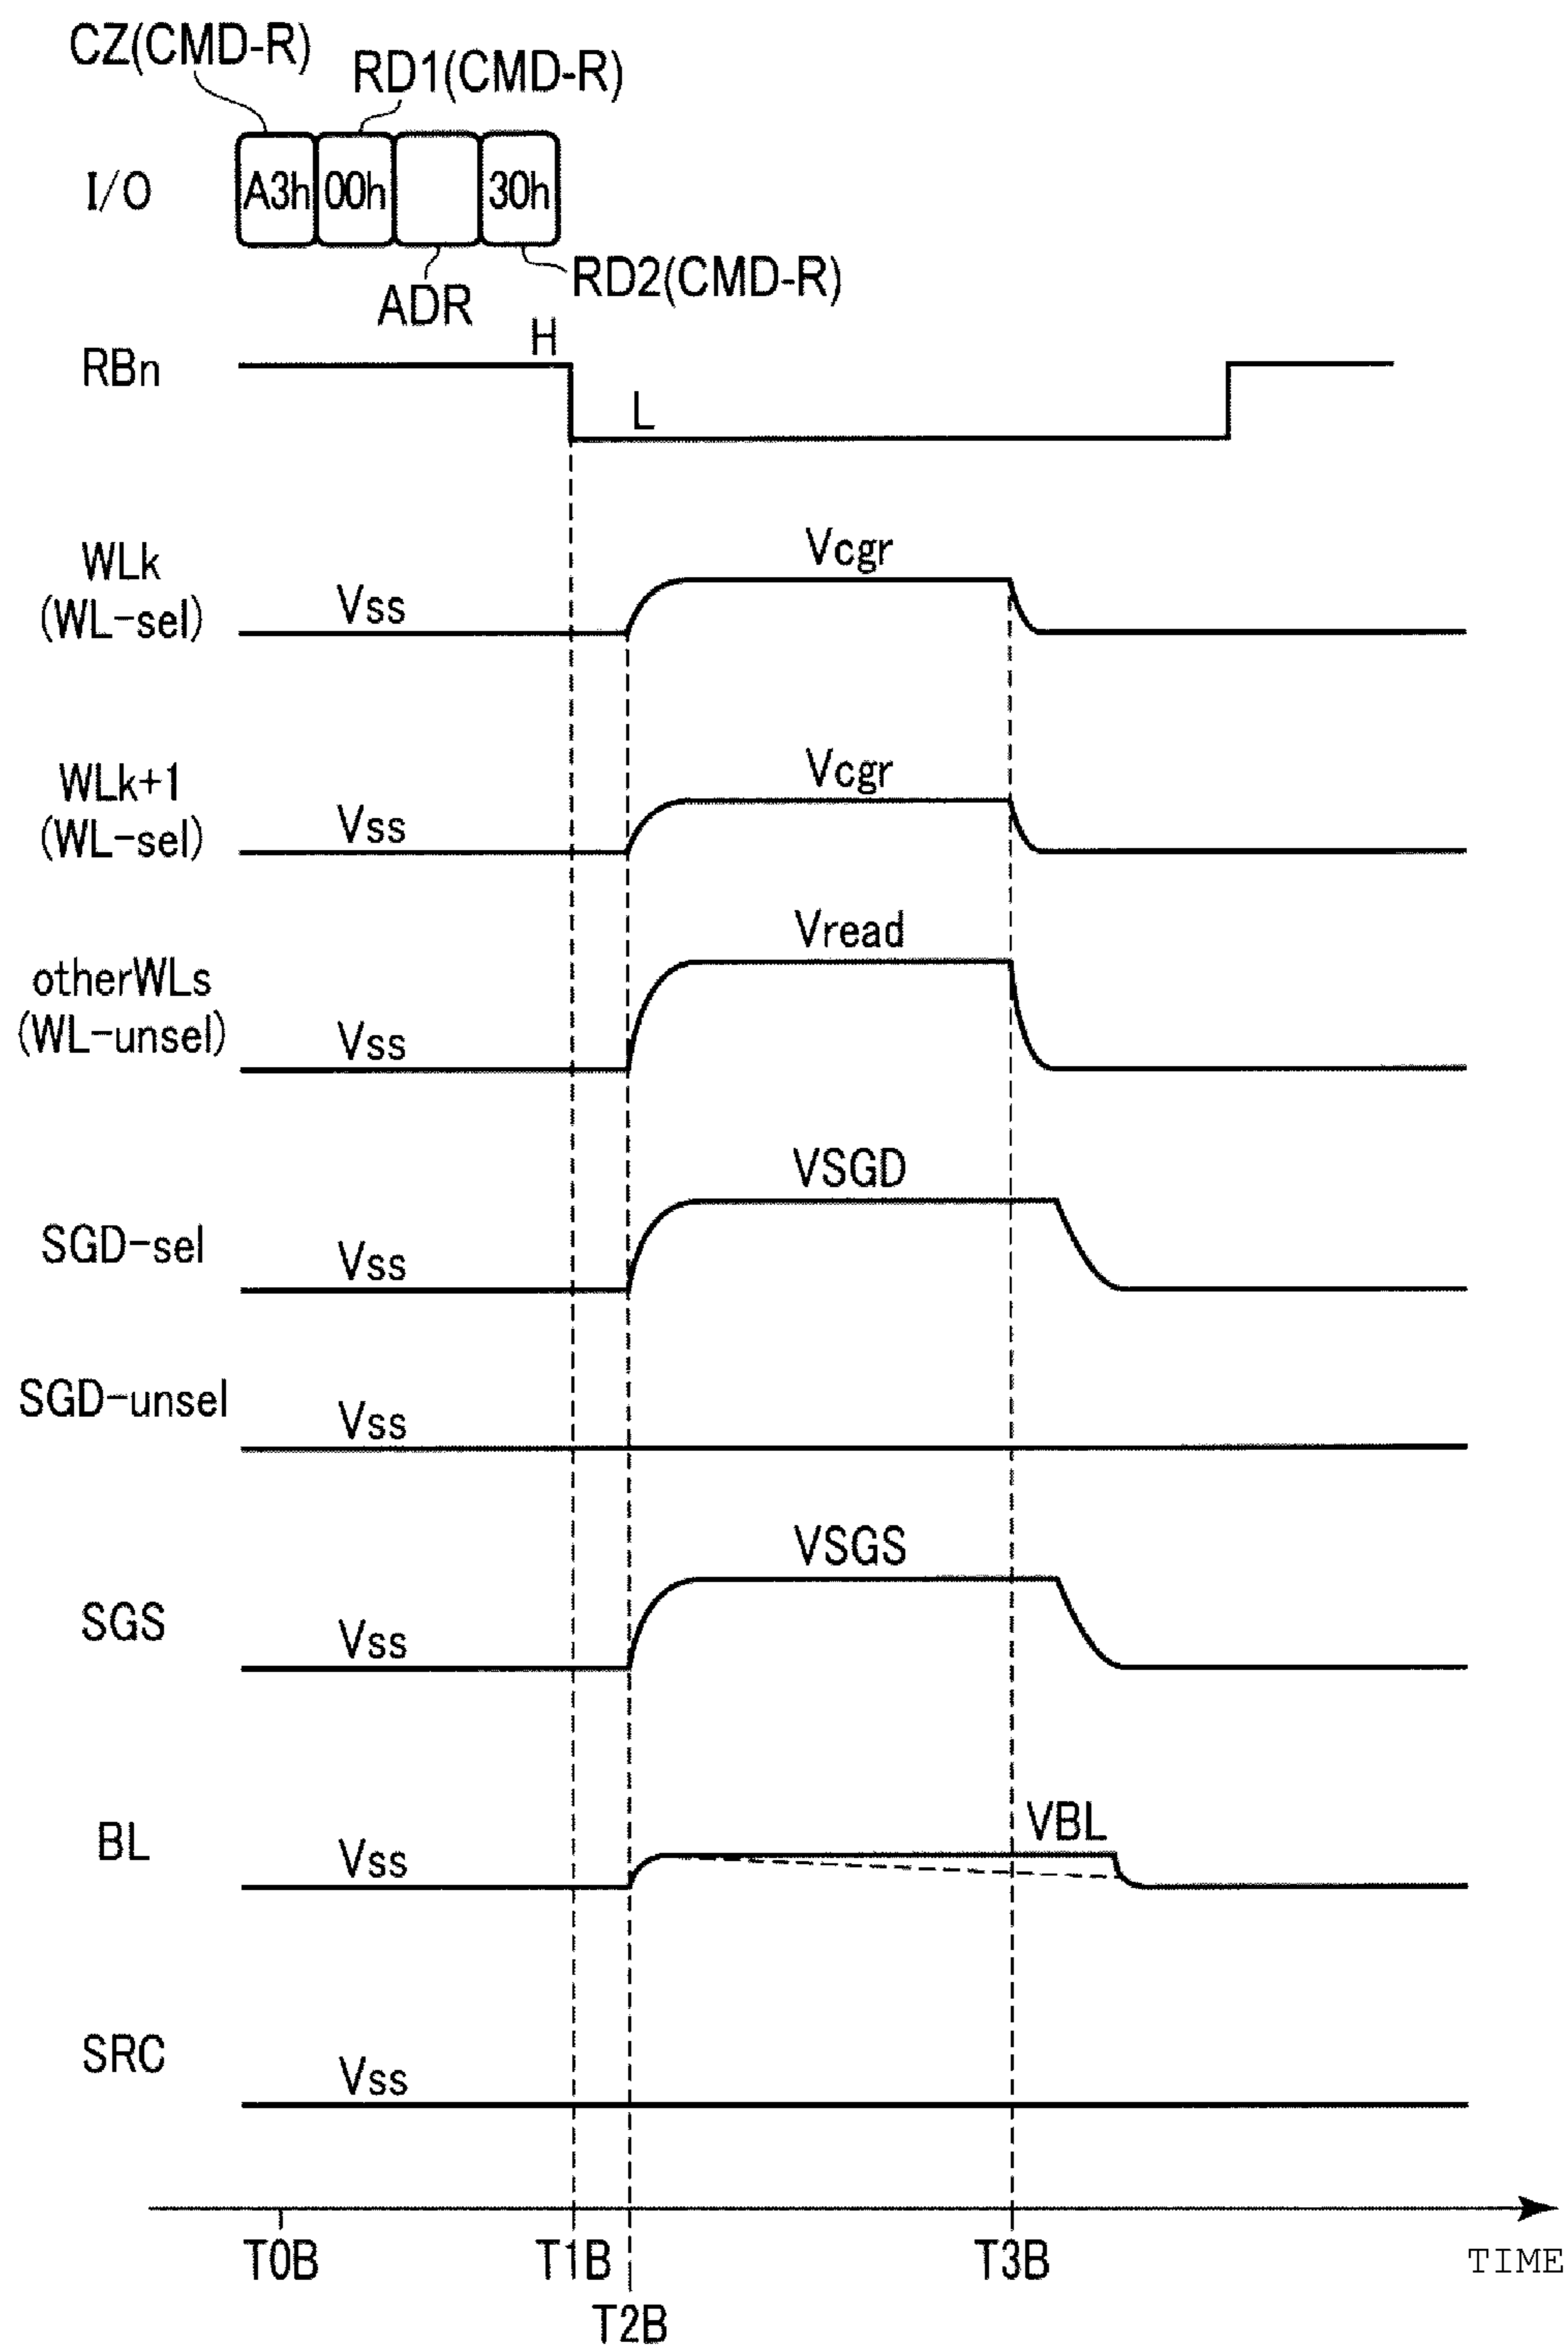 CZ(CMD-R)
RD1(CMD-R)
I/O
A3h 00h 30h
ADR
RD2(CMD-R)
H
RBn
L
Vcgr
WLk
(WL-sel)
Vss
Vcgr
WLk+1
(WL-sel)
Vss
Vread
otherWLs
(WL-unsel)
Vss
VSGD
SGD-sel
Vss
SGD-unsel
Vss
VSGS
SGS
Vss
VBL
BL
Vss
SRC
Vss
T0B T1B T3B TIME
T2B